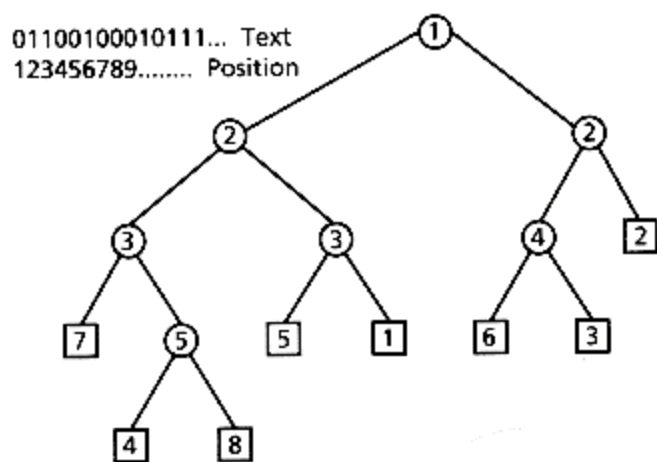 01100100010111... Text
123456789........ Position
1
2 2
3 3 4 2
7 5 5 1 6 3
4 8